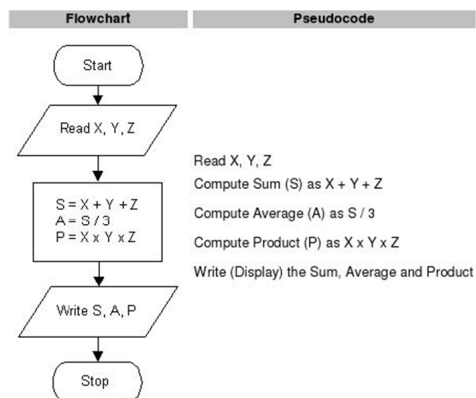 Flowchart
Pseudocode
Start
Read X, Y, Z
S = X + Y + Z
A = S / 3
P = X x Y x Z
Write S, A, P
Stop
Read X, Y, Z
Compute Sum (S) as X + Y + Z
Compute Average (A) as S / 3
Compute Product (P) as X x Y x Z
Write (Display) the Sum, Average and Product